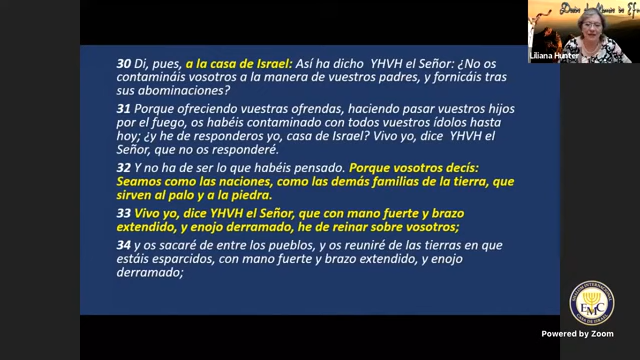 Liliana Hunter
30 Di, pues, a la casa de Israel: Así ha dicho YHVH el Señor: ¿No os
contamináis vosotros a la manera de vuestros padres, y fornicáis tras
sus abominaciones?
31 Porque ofreciendo vuestras ofrendas, haciendo pasar vuestros hijos
por el fuego, os habéis contaminado con todos vuestros ídolos hasta
hoy; ¿y he de responderos yo, casa de Israel? Vivo yo, dice YHVH el
Señor, que no os responderé.
32 Y no ha de ser lo que habéis pensado. Porque vosotros decís:
Seamos como las naciones, como las demás familias de la tierra, que
sirven al palo y a la piedra.
33 Vivo yo, dice YHVH el Señor, que con mano fuerte y brazo
extendido, y enojo derramado, he de reinar sobre vosotros;
34 y os sacaré de entre los pueblos, y os reuniré de las tierras en que
estáis esparcidos, con mano fuerte y brazo extendido, y enojo
derramado;
EMC
Powered by Zoom